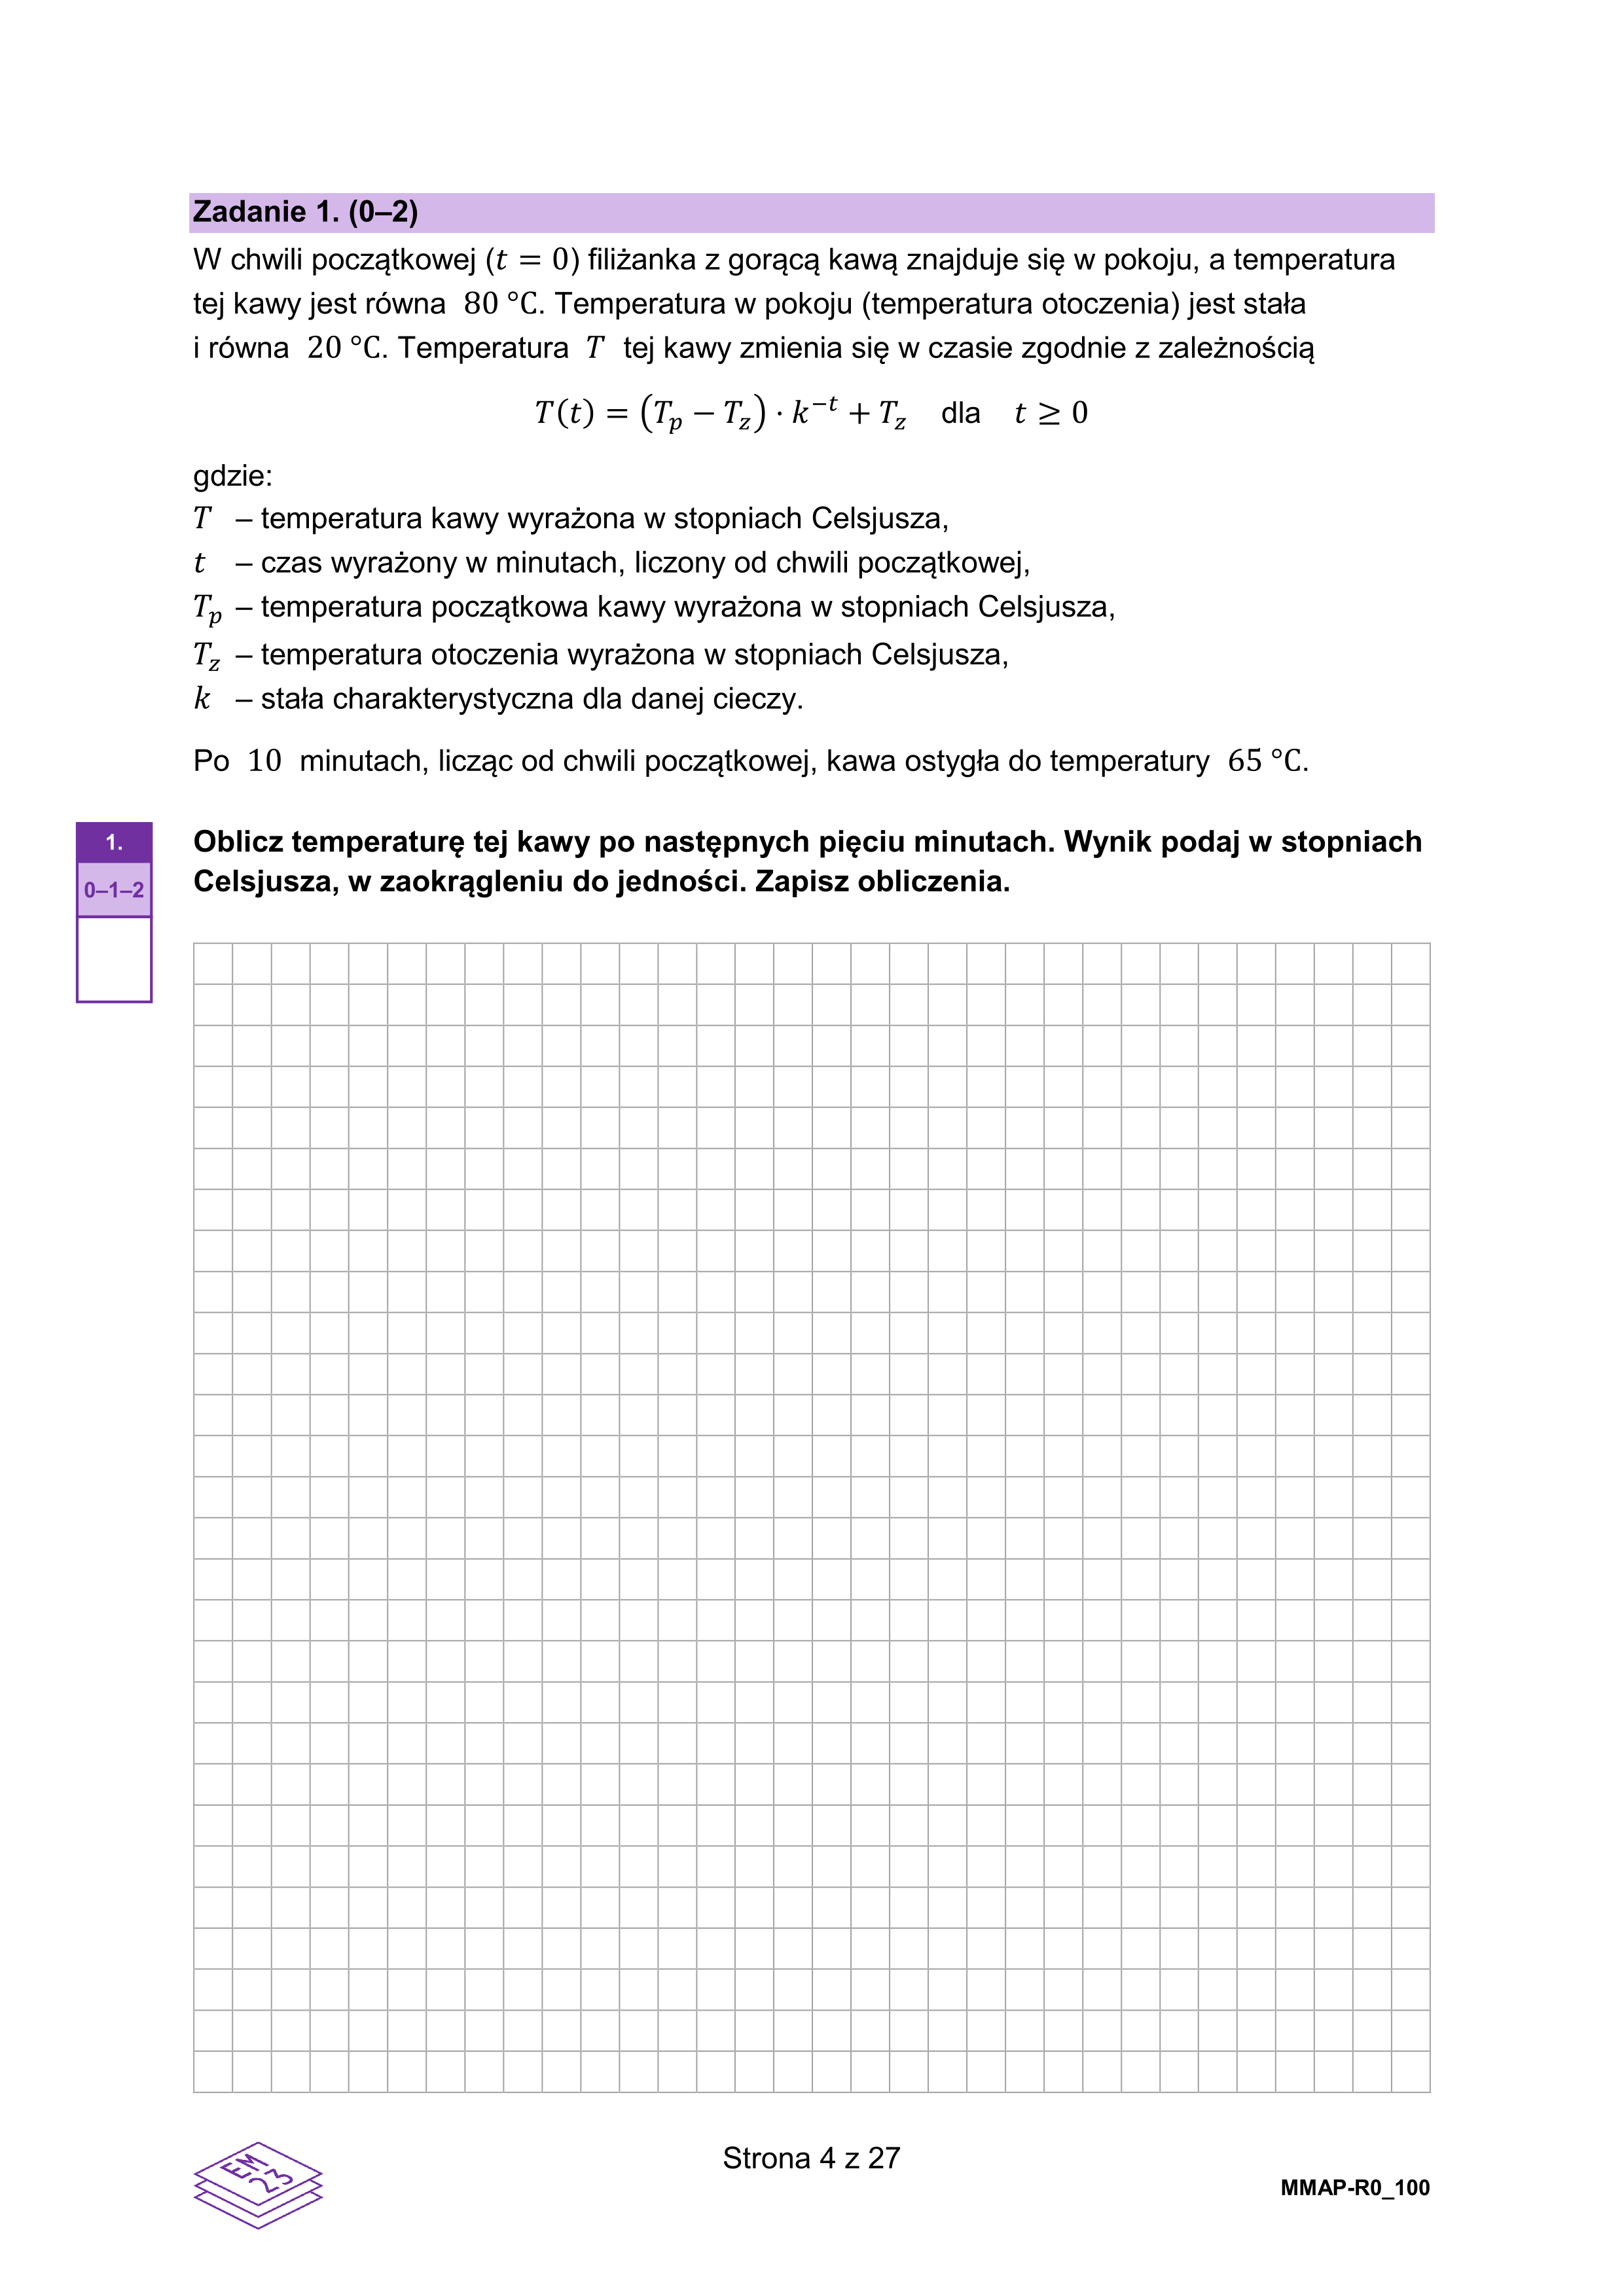 Zadanie 1. (0–2)
W chwili początkowej (t = 0) filiżanka z gorącą kawą znajduje się w pokoju, a temperatura
tej kawy jest równa 80 °C. Temperatura w pokoju (temperatura otoczenia) jest stała
i równa 20 °C. Temperatura T tej kawy zmienia się w czasie zgodnie z zależnością
T(t) = (Tₚ − T_z) · k⁻ᵗ + T_z dla t ≥ 0
gdzie:
T – temperatura kawy wyrażona w stopniach Celsjusza,
t – czas wyrażony w minutach, liczony od chwili początkowej,
Tₚ – temperatura początkowa kawy wyrażona w stopniach Celsjusza,
T_z – temperatura otoczenia wyrażona w stopniach Celsjusza,
k – stała charakterystyczna dla danej cieczy.
Po 10 minutach, licząc od chwili początkowej, kawa ostygła do temperatury 65 °C.
1.
0–1–2
Oblicz temperaturę tej kawy po następnych pięciu minutach. Wynik podaj w stopniach
Celsjusza, w zaokrągleniu do jedności. Zapisz obliczenia.
EM
23
Strona 4 z 27
MMAP-R0_100